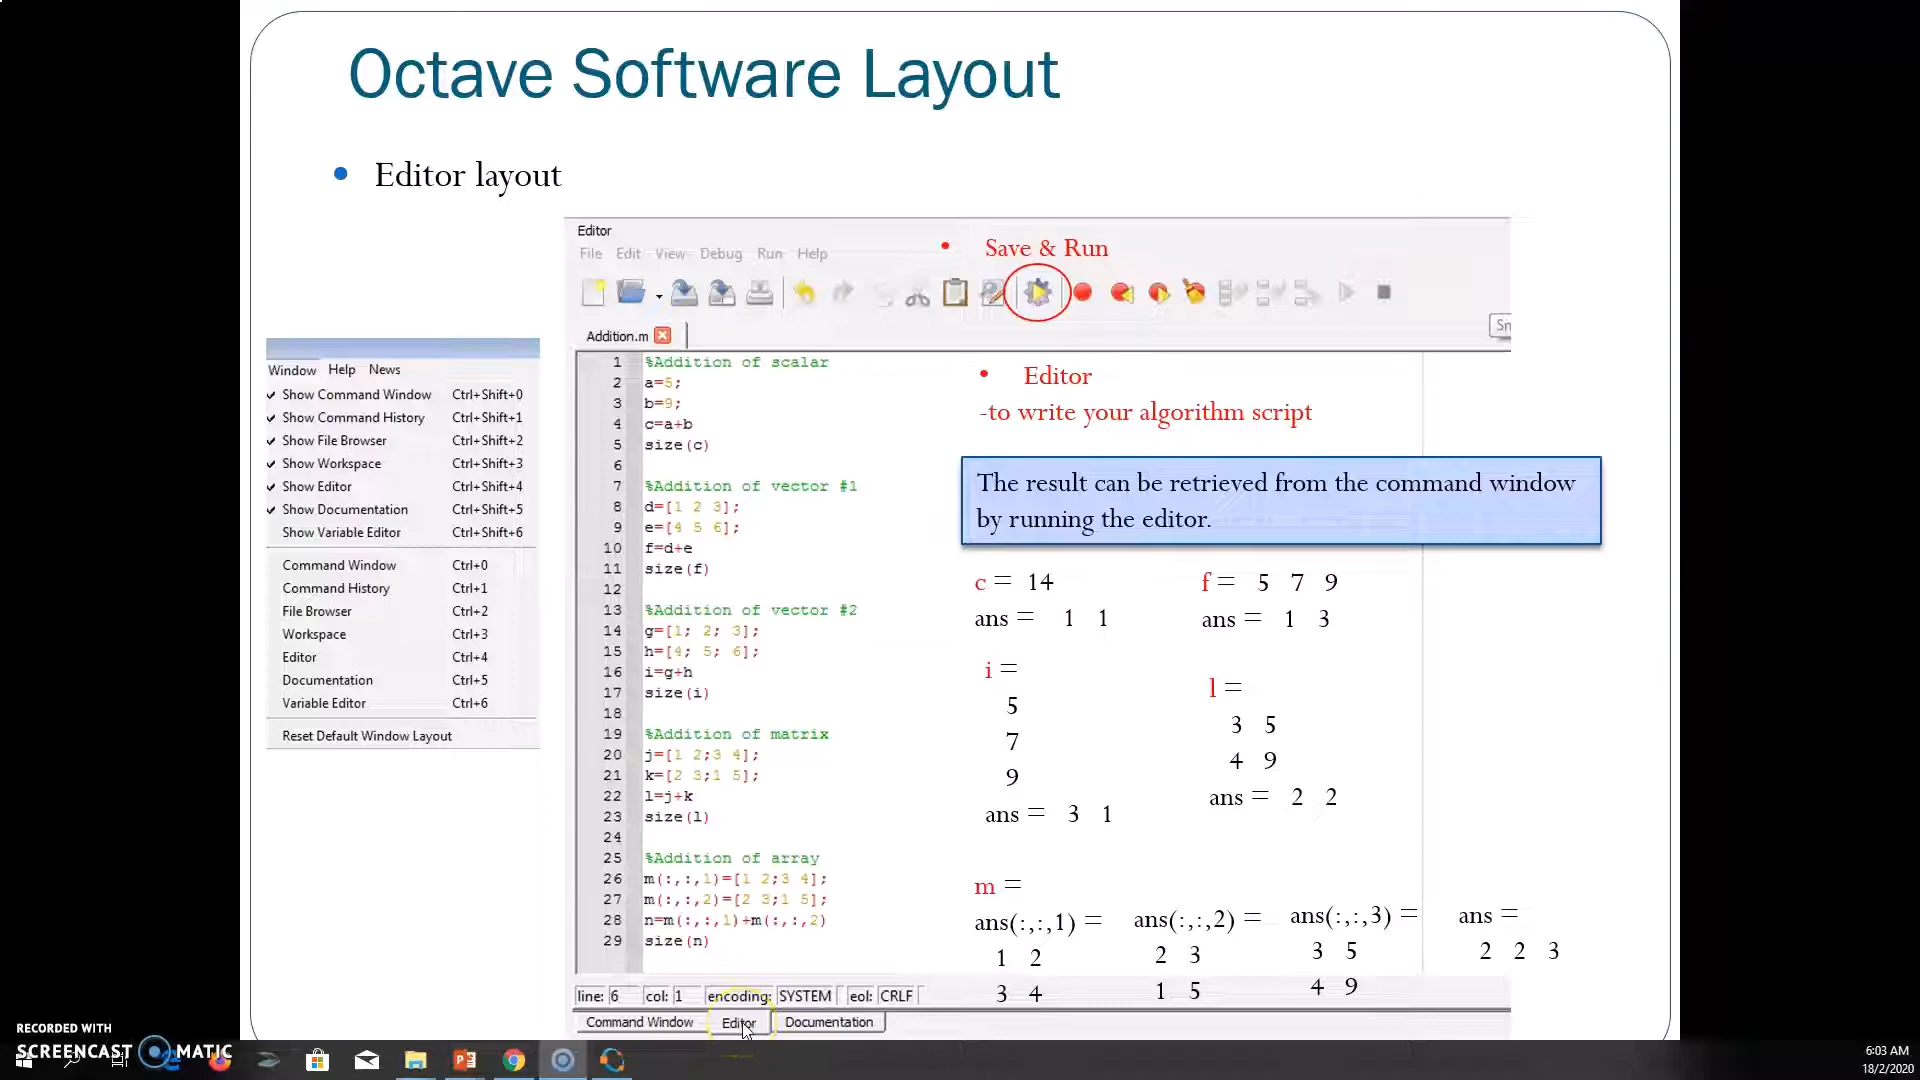 Octave Software Layout
• Editor layout
Editor
File Edit View Debug Run Help
• Save & Run
Addition.m
Sn
Window Help News
Show Command Window Ctrl+Shift+0
Show Command History Ctrl+Shift+1
Show File Browser Ctrl+Shift+2
Show Workspace Ctrl+Shift+3
Show Editor Ctrl+Shift+4
Show Documentation Ctrl+Shift+5
Show Variable Editor Ctrl+Shift+6
Command Window Ctrl+0
Command History Ctrl+1
File Browser Ctrl+2
Workspace Ctrl+3
Editor Ctrl+4
Documentation Ctrl+5
Variable Editor Ctrl+6
Reset Default Window Layout
1 %Addition of scalar
2 a=5;
3 b=9;
4 c=a+b
5 size(c)
6
7 %Addition of vector #1
8 d=[1 2 3];
9 e=[4 5 6];
10 f=d+e
11 size(f)
12
13 %Addition of vector #2
14 g=[1; 2; 3];
15 h=[4; 5; 6];
16 i=g+h
17 size(i)
18
19 %Addition of matrix
20 j=[1 2;3 4];
21 k=[2 3;1 5];
22 l=j+k
23 size(l)
24
25 %Addition of array
26 m(:,:,1)=[1 2;3 4];
27 m(:,:,2)=[2 3;1 5];
28 n=m(:,:,1)+m(:,:,2)
29 size(n)
• Editor
-to write your algorithm script
The result can be retrieved from the command window
by running the editor.
c = 14
ans = 1 1
f = 5 7 9
ans = 1 3
i =
5
7
9
ans = 3 1
l =
3 5
4 9
ans = 2 2
m =
ans(:,:,1) =
1 2
3 4
ans(:,:,2) =
2 3
1 5
ans(:,:,3) =
3 5
4 9
ans =
2 2 3
line: 6 col: 1 encoding: SYSTEM eol: CRLF
Command Window Editor Documentation
RECORDED WITH
SCREENCAST MATIC
6:03 AM
18/2/2020